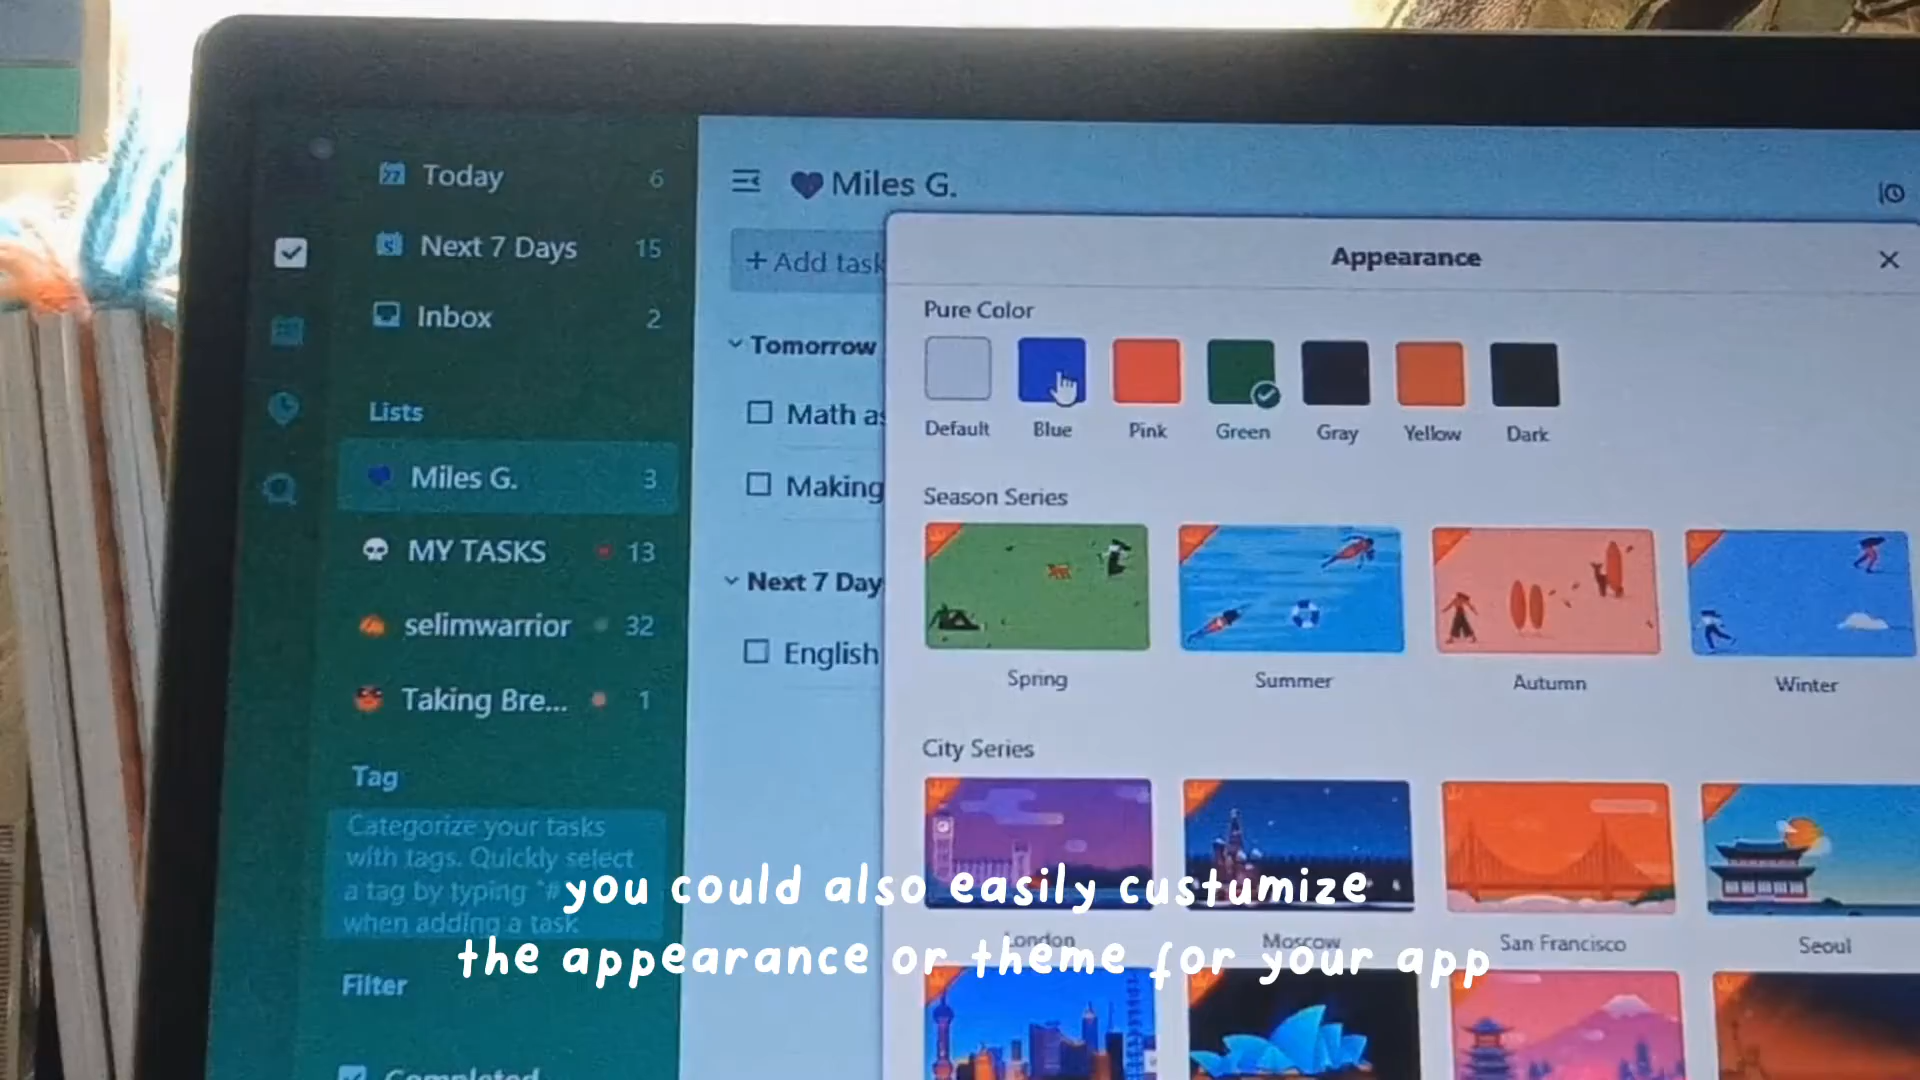 Today 6
Next 7 Days 15
Inbox 2
Lists
Miles G. 3
MY TASKS 13
selimwarrior 32
Taking Bre... 1
Tag
Categorize your tasks
with tags. Quickly select
a tag by typing "#
when adding a task
Filter
Completed
Miles G.
+ Add task
Tomorrow
Math as
Making
Next 7 Day
English
Appearance
Pure Color
Default Blue Pink Green Gray Yellow Dark
Season Series
Spring Summer Autumn Winter
City Series
London Moscow San Francisco Seoul
you could also easily custumize
the appearance or theme for your app